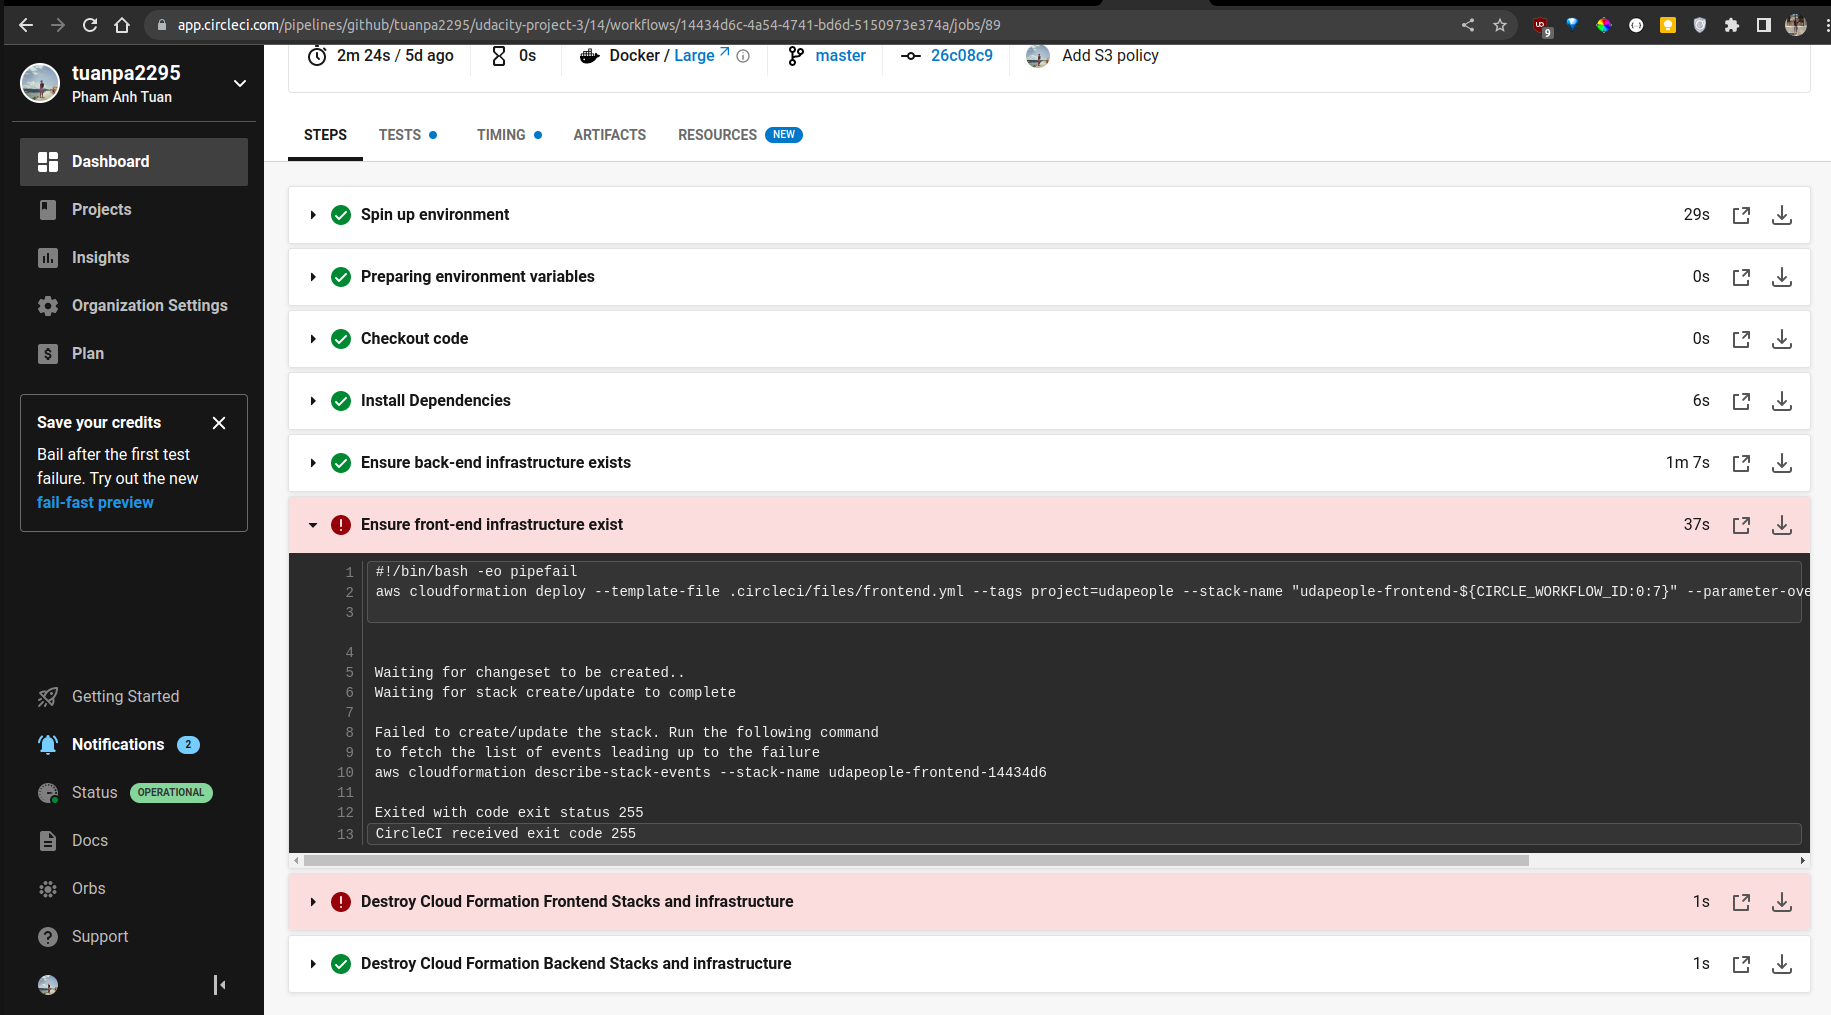 app.circleci.com/pipelines/github/tuanpa2295/udacity-project-3/14/workflows/14434d6c-4a54-4741-bd6d-5150973e374a/jobs/89
9
tuanpa2295
Pham Anh Tuan
Dashboard
Projects
Insights
Organization Settings
Plan
Save your credits
Bail after the first test
failure. Try out the new
fail-fast preview
Getting Started
Notifications 2
Status OPERATIONAL
Docs
Orbs
Support
2m 24s / 5d ago 0s Docker / Large master 26c08c9 Add S3 policy
STEPS TESTS TIMING ARTIFACTS RESOURCES NEW
Spin up environment 29s
Preparing environment variables 0s
Checkout code 0s
Install Dependencies 6s
Ensure back-end infrastructure exists 1m 7s
Ensure front-end infrastructure exist 37s
1 #!/bin/bash -eo pipefail
2 aws cloudformation deploy --template-file .circleci/files/frontend.yml --tags project=udapeople --stack-name "udapeople-frontend-${CIRCLE_WORKFLOW_ID:0:7}" --parameter-ove
3
4
5 Waiting for changeset to be created..
6 Waiting for stack create/update to complete
7
8 Failed to create/update the stack. Run the following command
9 to fetch the list of events leading up to the failure
10 aws cloudformation describe-stack-events --stack-name udapeople-frontend-14434d6
11
12 Exited with code exit status 255
13 CircleCI received exit code 255
Destroy Cloud Formation Frontend Stacks and infrastructure 1s
Destroy Cloud Formation Backend Stacks and infrastructure 1s